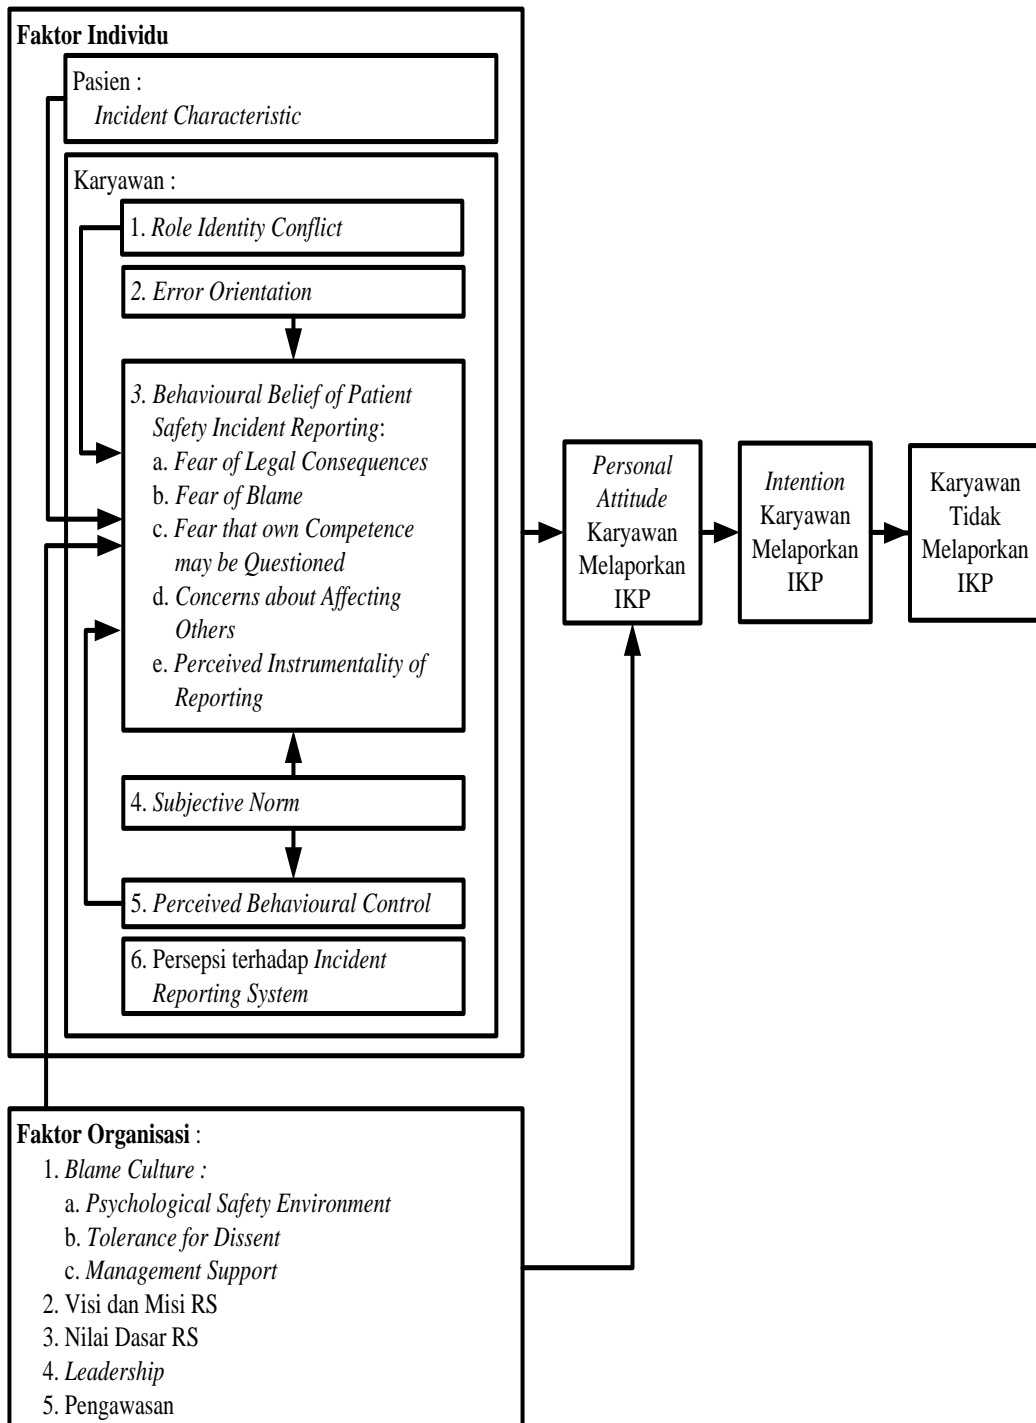 Faktor Individu
Pasien :
Incident Characteristic
Karyawan :
1. Role Identity Conflict
2. Error Orientation
3. Behavioural Belief of Patient
Safety Incident Reporting:
a. Fear of Legal Consequences
b. Fear of Blame
c. Fear that own Competence
may be Questioned
d. Concerns about Affecting
Others
e. Perceived Instrumentality of
Reporting
4. Subjective Norm
5. Perceived Behavioural Control
6. Persepsi terhadap Incident
Reporting System
Personal
Attitude
Karyawan
Melaporkan
IKP
Intention
Karyawan
Melaporkan
IKP
Karyawan
Tidak
Melaporkan
IKP
Faktor Organisasi :
1. Blame Culture :
a. Psychological Safety Environment
b. Tolerance for Dissent
c. Management Support
2. Visi dan Misi RS
3. Nilai Dasar RS
4. Leadership
5. Pengawasan